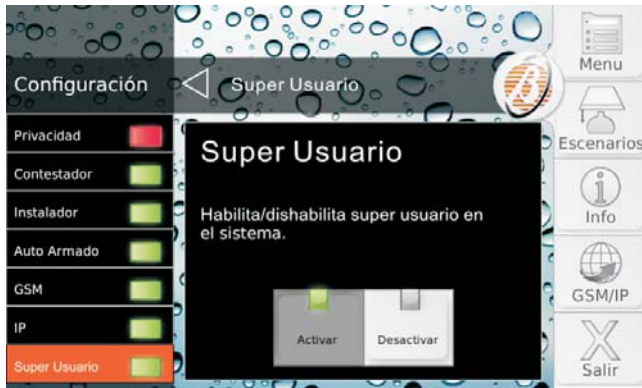 Configuración
Super Usuario
Privacidad
Contestador
Instalador
Auto Armado
GSM
IP
Super Usuario
Super Usuario
Habilita/dishabilita super usuario en
el sistema.
Activar
Desactivar
Menu
Escenarios
Info
GSM/IP
Salir